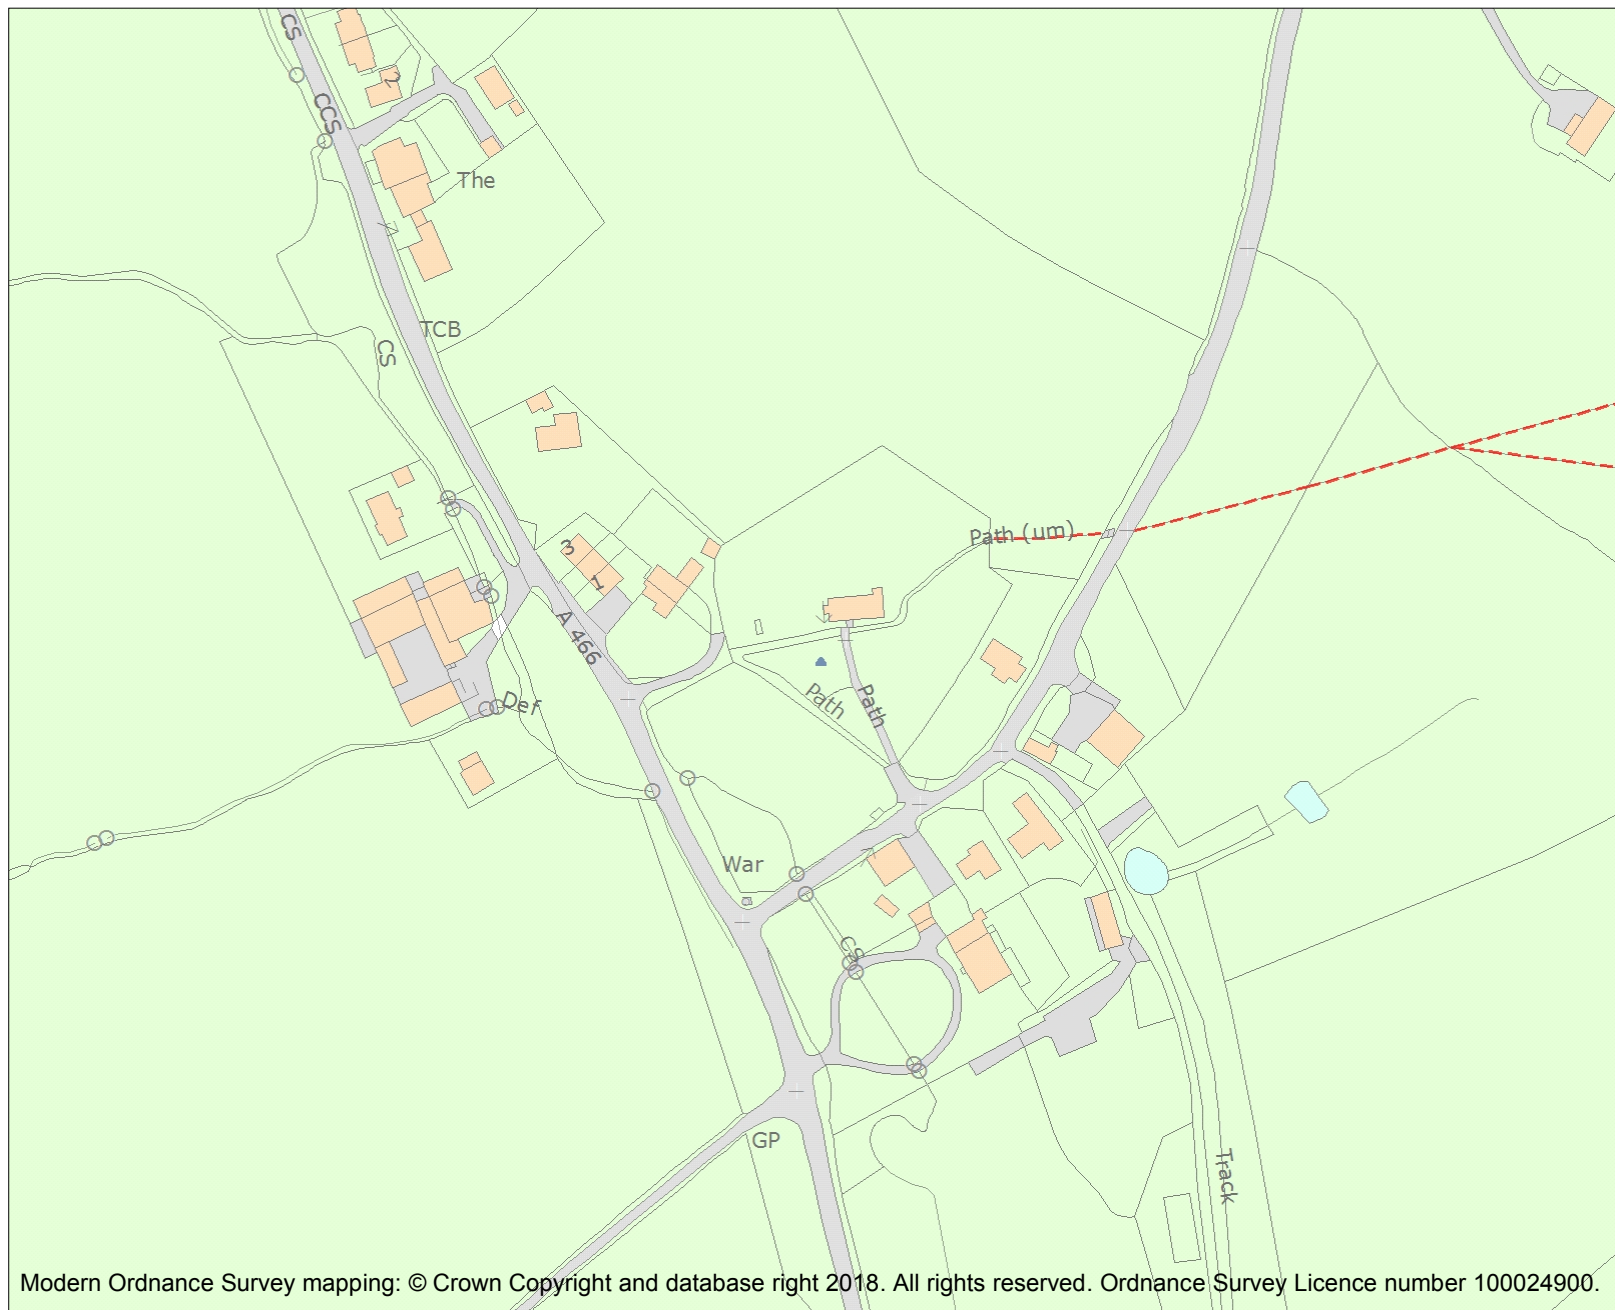 CS
2
CCS
The
TCB
CS
Path (um)
3
1
A 466
Path
Path
Def
War
CS
GP
Track
Modern Ordnance Survey mapping: © Crown Copyright and database right 2018. All rights reserved. Ordnance Survey Licence number 100024900.